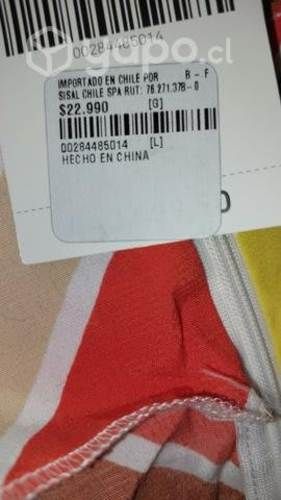 00284485014
yapo.cl
IMPORTADO EN CHILE POR B - F
SISAL CHILE SPA RUT: 76.271.378-0
$22.990 [G]
00284485014 [L]
HECHO EN CHINA